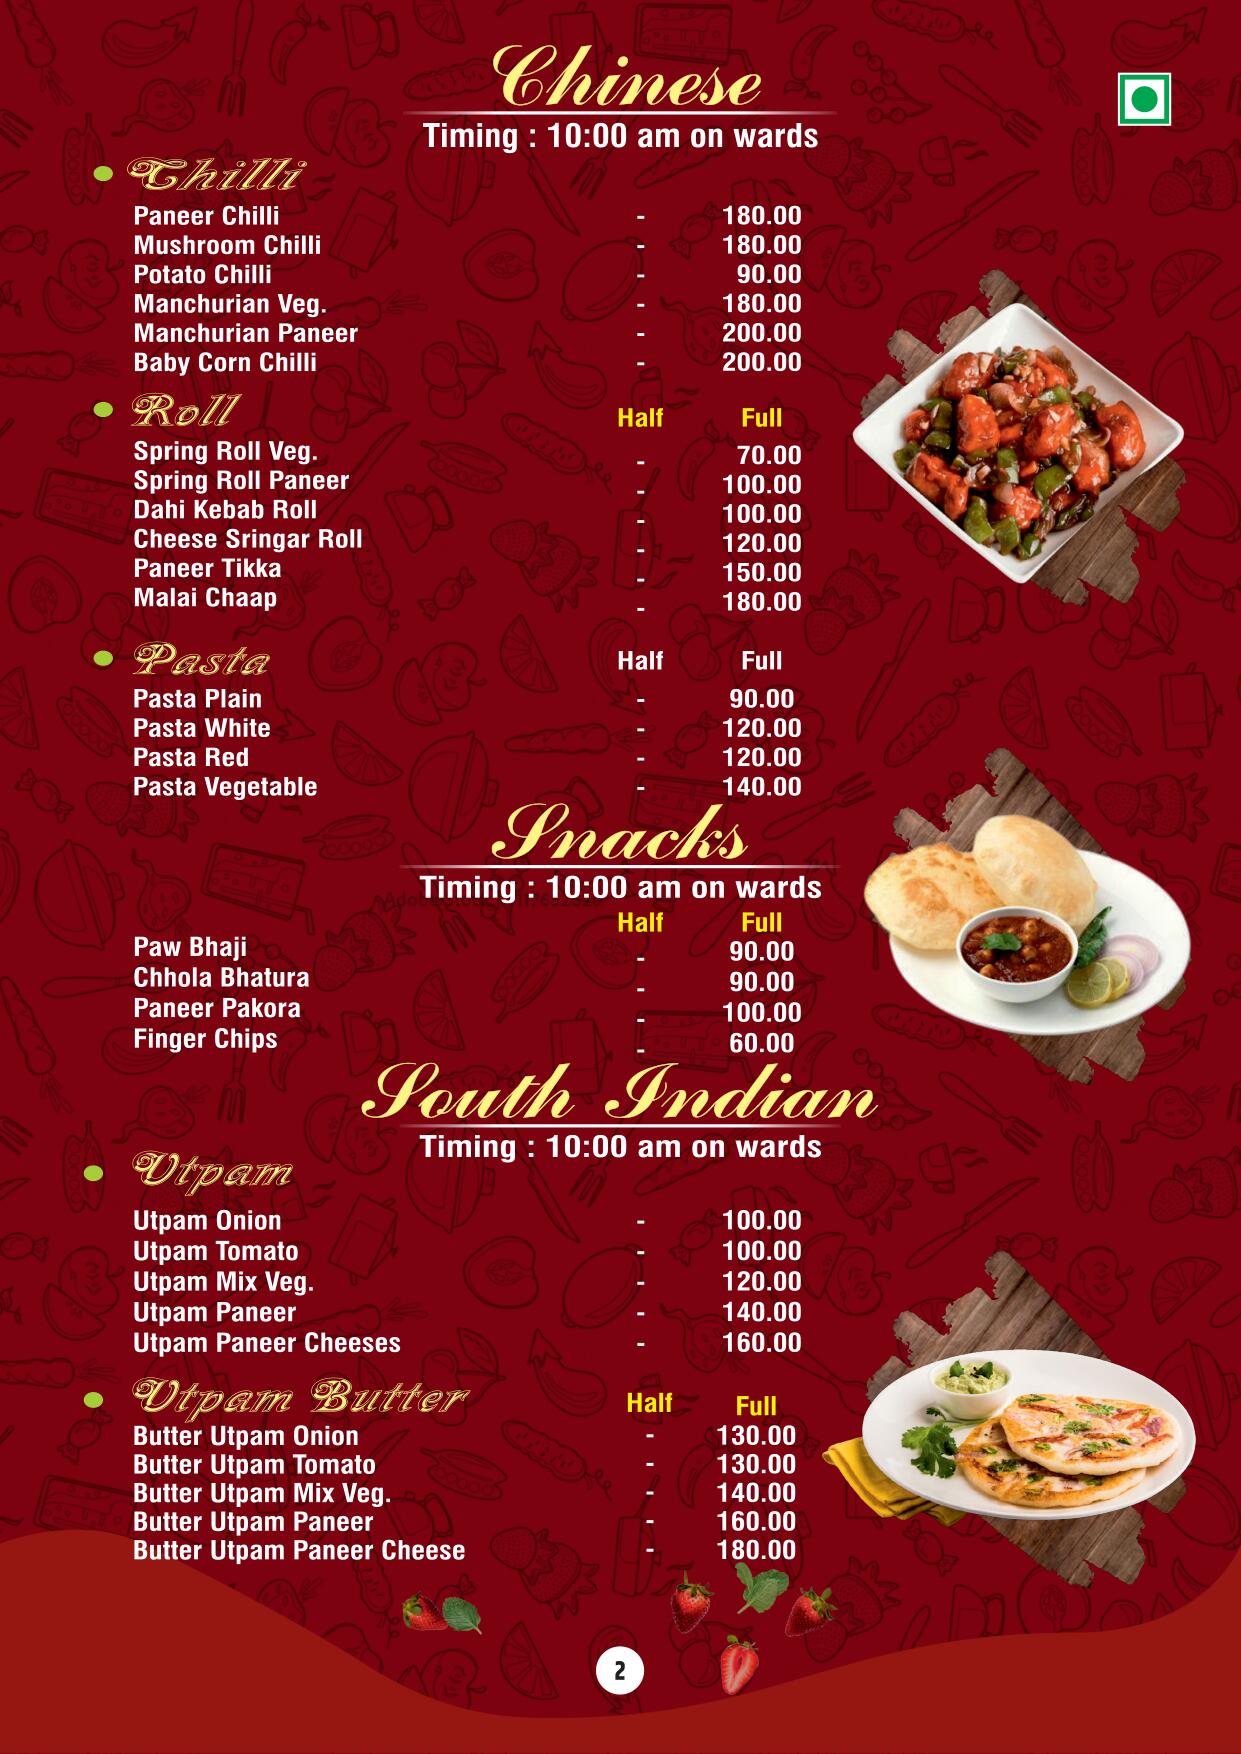 Chinese
Timing : 10:00 am on wards
Chilli
Paneer Chilli - 180.00
Mushroom Chilli - 180.00
Potato Chilli - 90.00
Manchurian Veg. - 180.00
Manchurian Paneer - 200.00
Baby Corn Chilli - 200.00
Roll Half Full
Spring Roll Veg. - 70.00
Spring Roll Paneer - 100.00
Dahi Kebab Roll - 100.00
Cheese Sringar Roll - 120.00
Paneer Tikka - 150.00
Malai Chaap - 180.00
Pasta Half Full
Pasta Plain - 90.00
Pasta White - 120.00
Pasta Red - 120.00
Pasta Vegetable - 140.00
Snacks
Timing : 10:00 am on wards
Half Full
Paw Bhaji - 90.00
Chhola Bhatura - 90.00
Paneer Pakora - 100.00
Finger Chips - 60.00
South Indian
Timing : 10:00 am on wards
Utpam
Utpam Onion - 100.00
Utpam Tomato - 100.00
Utpam Mix Veg. - 120.00
Utpam Paneer - 140.00
Utpam Paneer Cheeses - 160.00
Utpam Butter Half Full
Butter Utpam Onion - 130.00
Butter Utpam Tomato - 130.00
Butter Utpam Mix Veg. - 140.00
Butter Utpam Paneer - 160.00
Butter Utpam Paneer Cheese - 180.00
2